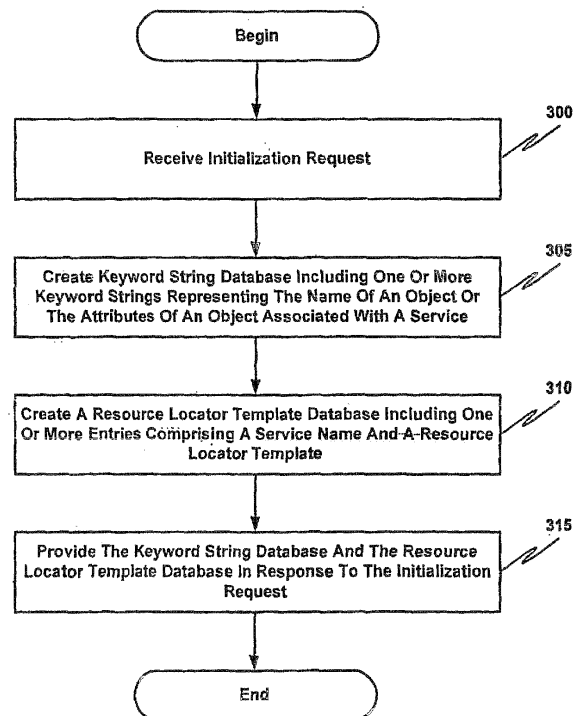 Begin
300
Receive Initialization Request
305
Create Keyword String Database Including One Or More
Keyword Strings Representing The Name Of An Object Or
The Attributes Of An Object Associated With A Service
310
Create A Resource Locator Template Database Including One
Or More Entries Comprising A Service Name And A Resource
Locator Template
315
Provide The Keyword String Database And The Resource
Locator Template Database In Response To The Initialization
Request
End